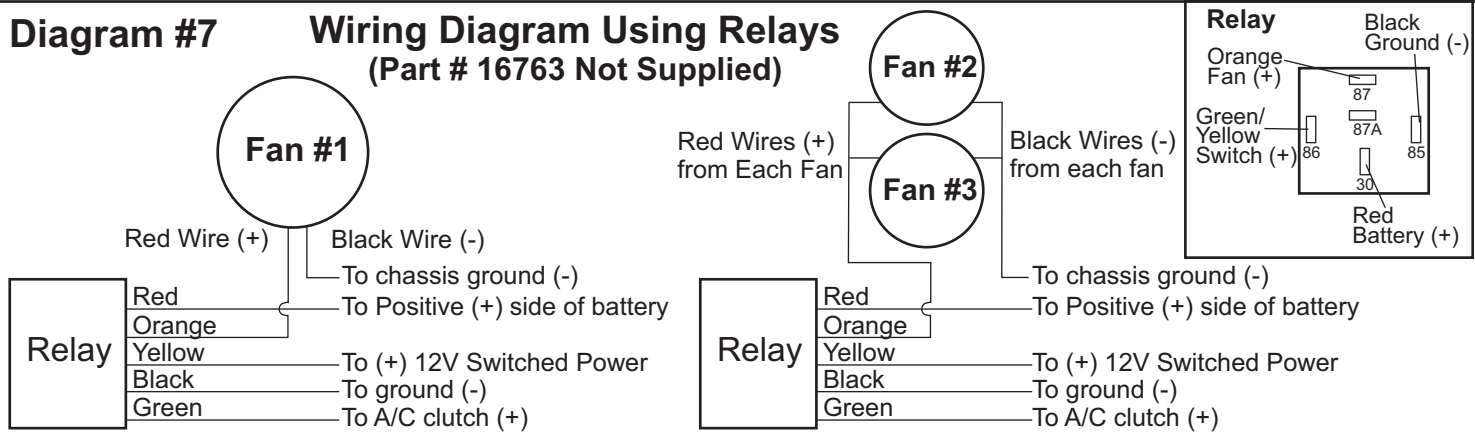 Diagram #7
Wiring Diagram Using Relays
(Part # 16763 Not Supplied)
Fan #1
Red Wire (+)
Black Wire (-)
To chassis ground (-)
Relay
Red
To Positive (+) side of battery
Orange
Yellow
To (+) 12V Switched Power
Black
To ground (-)
Green
To A/C clutch (+)
Fan #2
Red Wires (+)
from Each Fan
Black Wires (-)
from each fan
Fan #3
To chassis ground (-)
Relay
Red
To Positive (+) side of battery
Orange
Yellow
To (+) 12V Switched Power
Black
To ground (-)
Green
To A/C clutch (+)
Relay
Black
Ground (-)
Orange
Fan (+)
87
Green/
Yellow
Switch (+)
87A
86
85
30
Red
Battery (+)